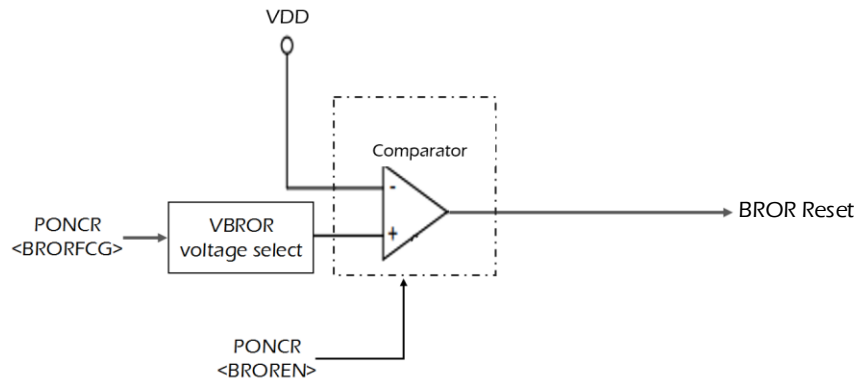 VDD
Comparator
-
+
PONCR
<BRORFCG>
VBROR
voltage select
BROR Reset
PONCR
<BROREN>